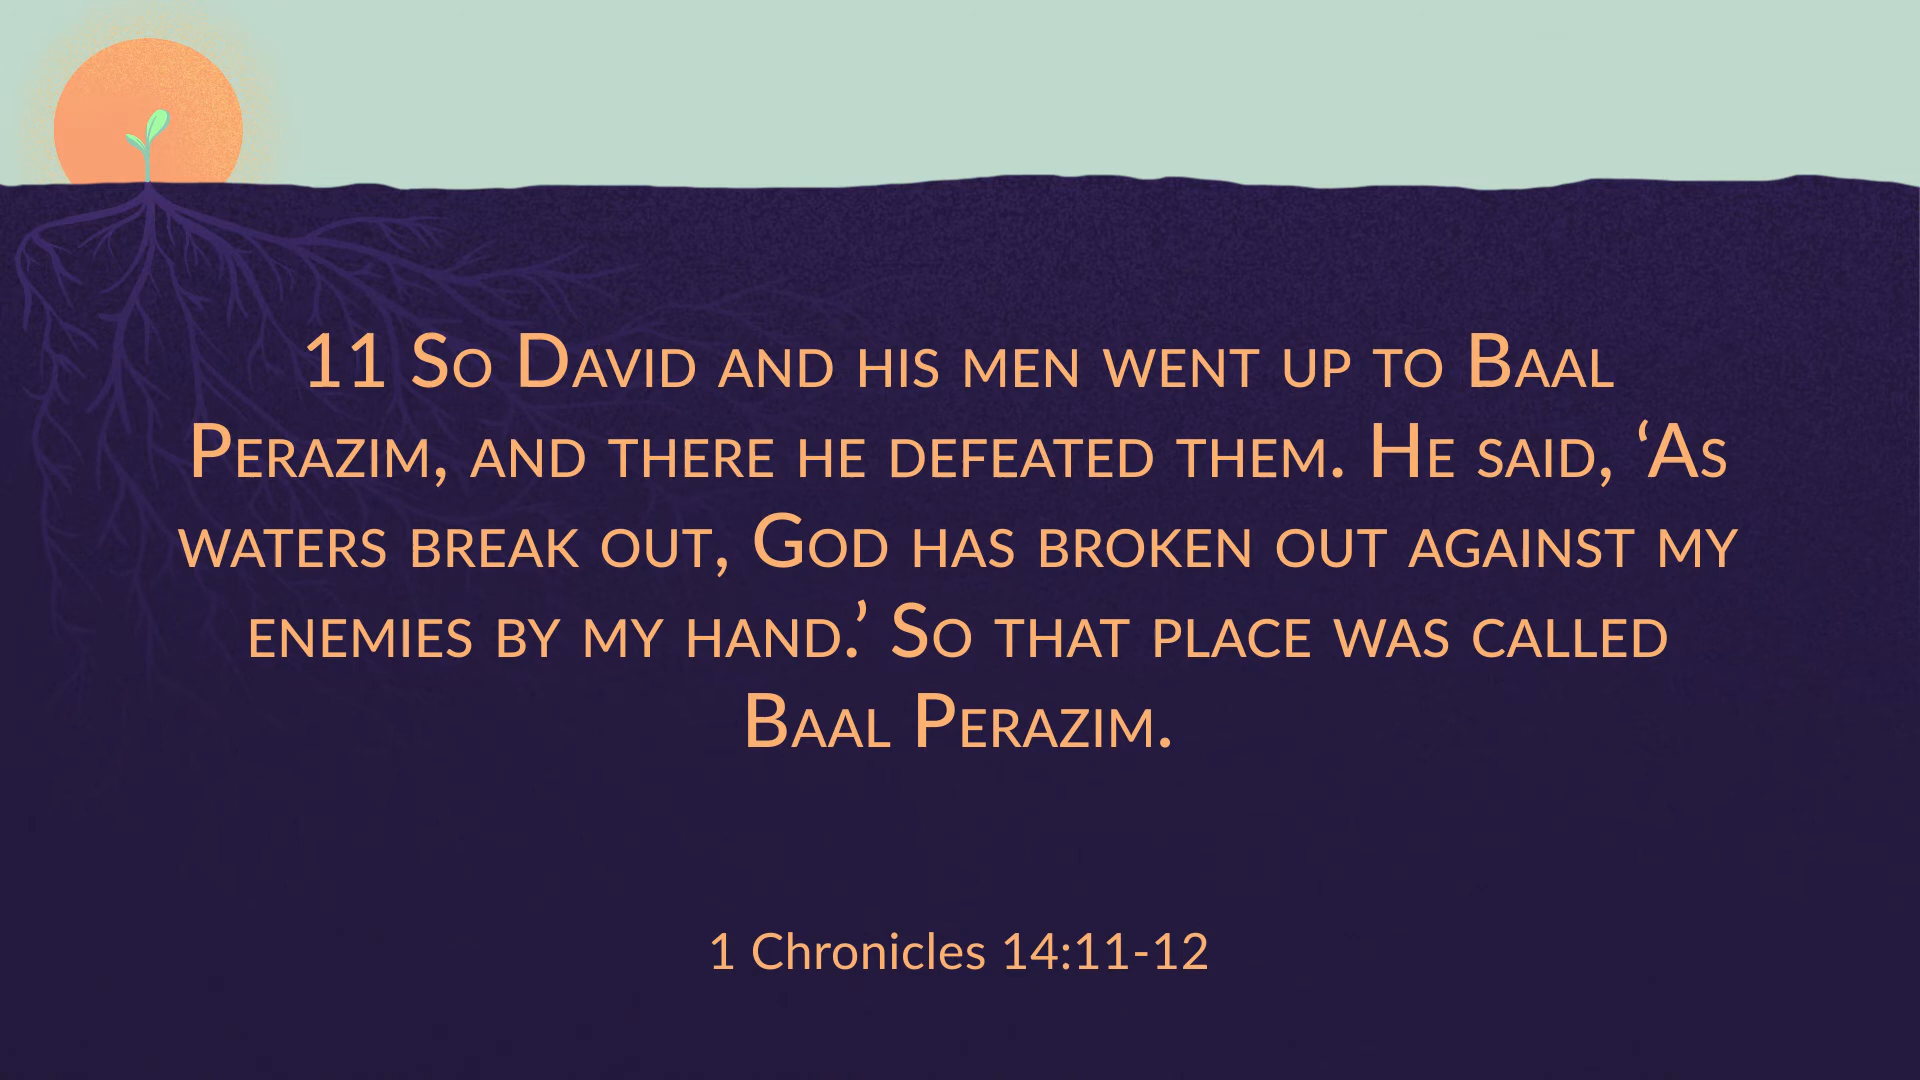 11 So David and his men went up to Baal
Perazim, and there he defeated them. He said, ‘As
waters break out, God has broken out against my
enemies by my hand.’ So that place was called
Baal Perazim.
1 Chronicles 14:11-12